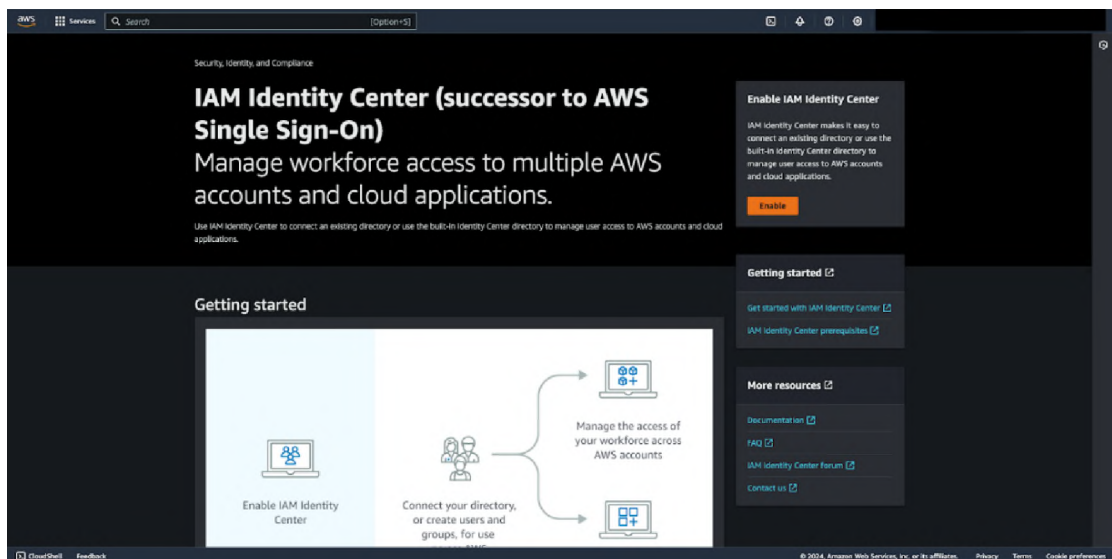 aws
Services
Search
[Option+S]
Security, Identity, and Compliance
IAM Identity Center (successor to AWS
Single Sign-On)
Manage workforce access to multiple AWS
accounts and cloud applications.
Use IAM Identity Center to connect an existing directory or use the built-in Identity Center directory to manage user access to AWS accounts and cloud
applications.
Enable IAM Identity Center
IAM Identity Center makes it easy to
connect an existing directory or use the
built-in Identity Center directory to
manage user access to AWS accounts
and cloud applications.
Enable
Getting started
Get started with IAM Identity Center
IAM Identity Center prerequisites
More resources
Documentation
FAQ
IAM Identity Center forum
Contact us
Getting started
Enable IAM Identity
Center
Connect your directory,
or create users and
groups, for use
Manage the access of
your workforce across
AWS accounts
CloudShell
Feedback
© 2024, Amazon Web Services, Inc. or its affiliates.
Privacy
Terms
Cookie preferences